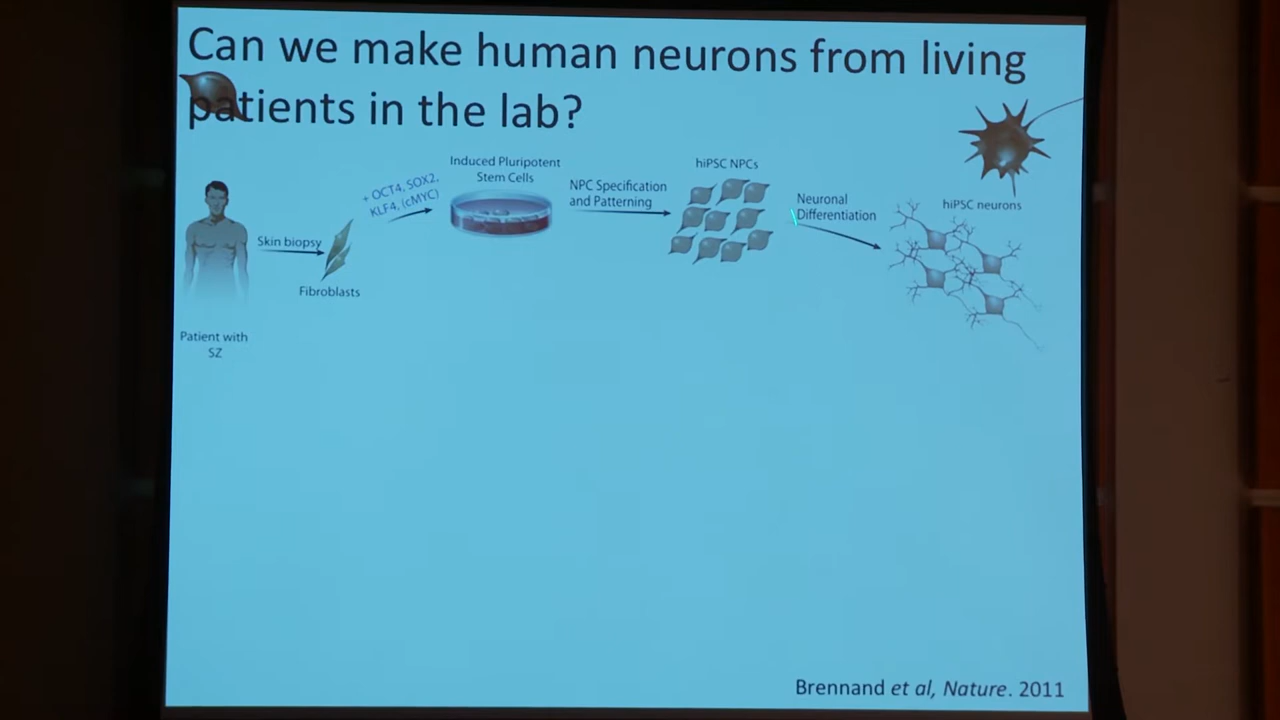 Can we make human neurons from living
patients in the lab?
Induced Pluripotent
Stem Cells
hiPSC NPCs
+ OCT4, SOX2,
KLF4, (cMYC)
NPC Specification
and Patterning
Neuronal
Differentiation
hiPSC neurons
Skin biopsy
Fibroblasts
Patient with
SZ
Brennand et al, Nature. 2011